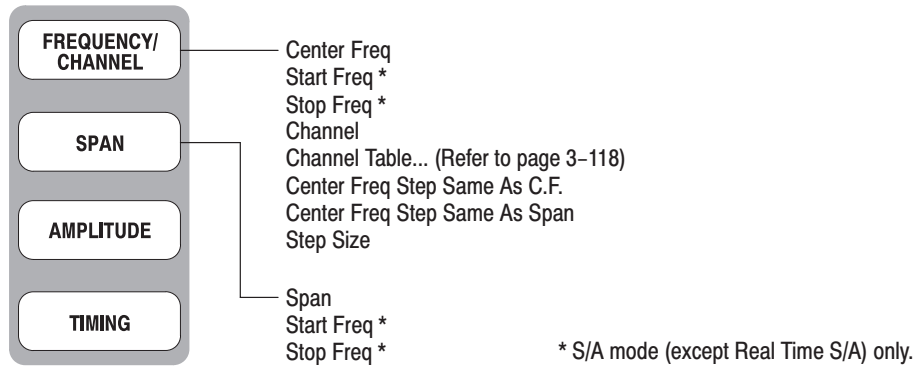 FREQUENCY/
CHANNEL
SPAN
AMPLITUDE
TIMING
Center Freq
Start Freq *
Stop Freq *
Channel
Channel Table... (Refer to page 3–118)
Center Freq Step Same As C.F.
Center Freq Step Same As Span
Step Size
Span
Start Freq *
Stop Freq *
* S/A mode (except Real Time S/A) only.